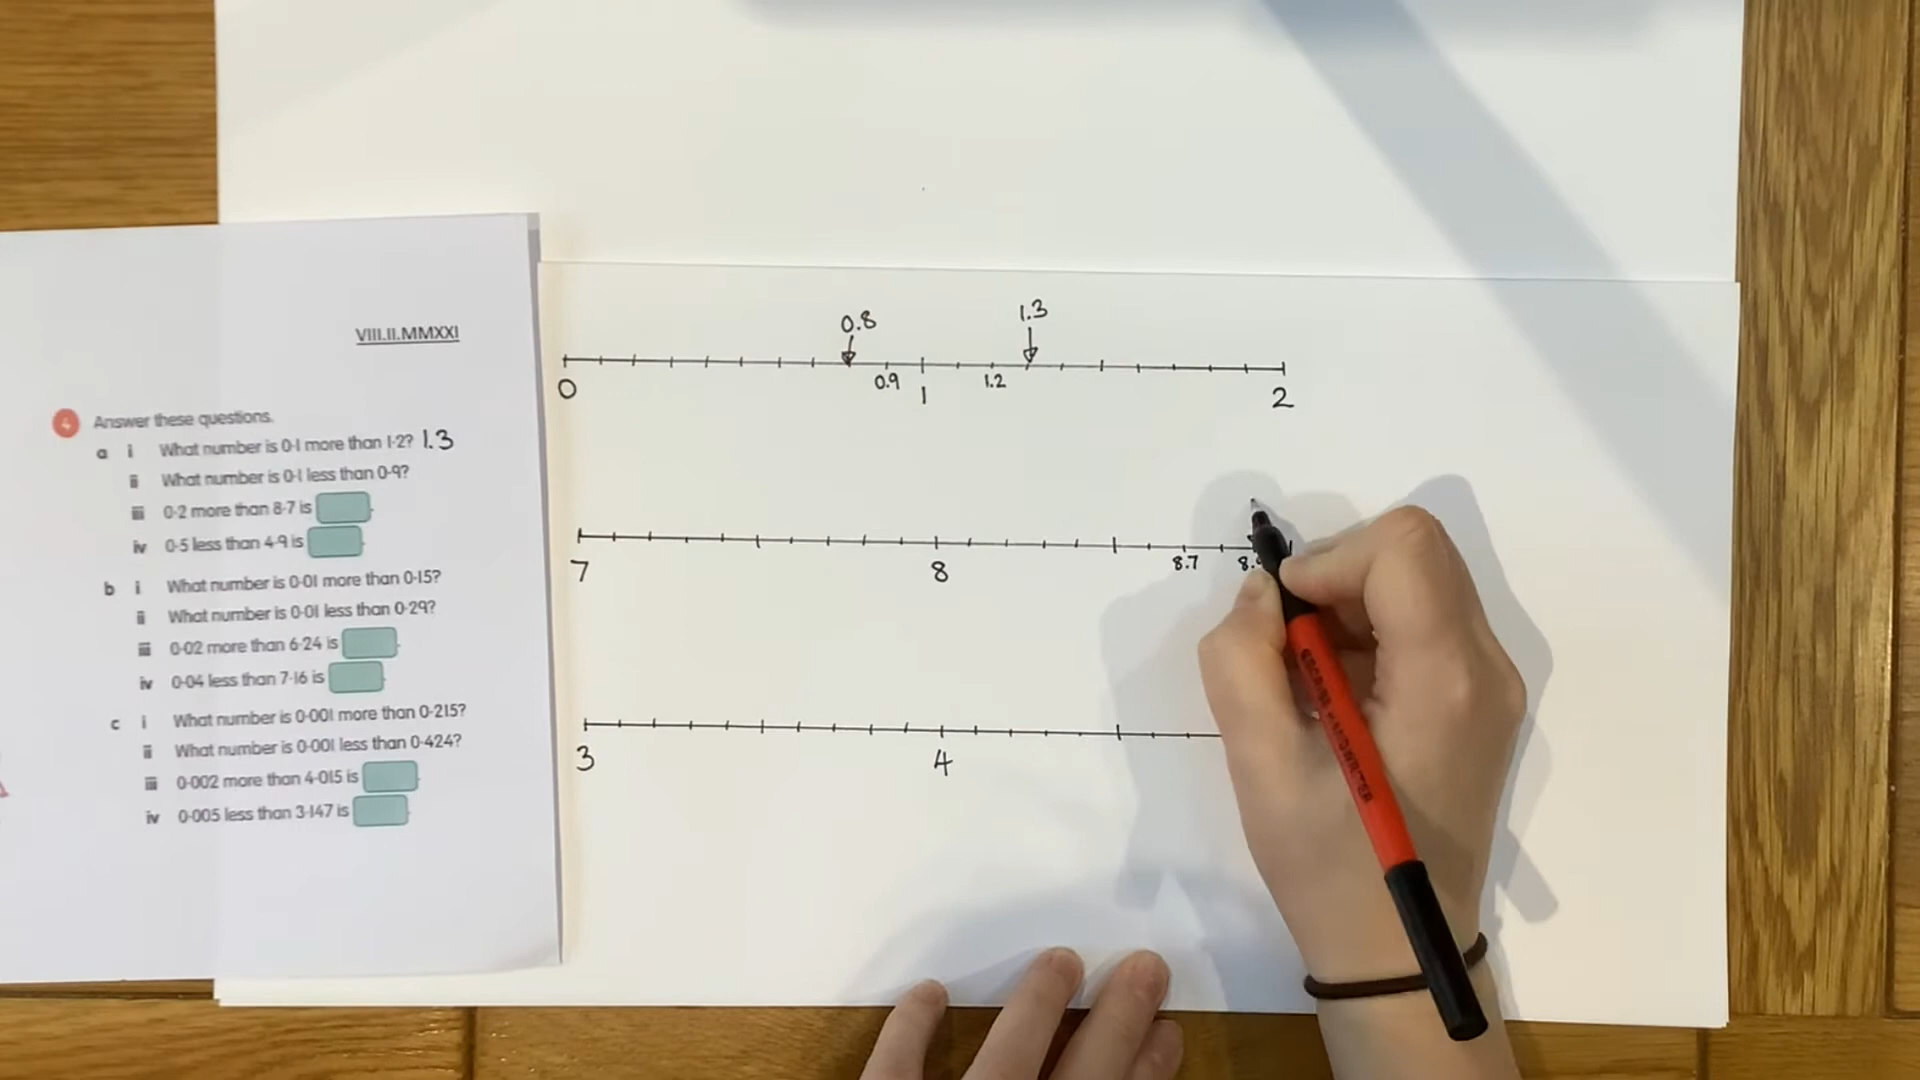 VIII.II.MMXXI
4 Answer these questions.
a i What number is 0·1 more than 1·2? 1.3
ii What number is 0·1 less than 0·9?
iii 0·2 more than 8·7 is
iv 0·5 less than 4·9 is
b i What number is 0·01 more than 0·15?
ii What number is 0·01 less than 0·29?
iii 0·02 more than 6·24 is
iv 0·04 less than 7·16 is
c i What number is 0·001 more than 0·215?
ii What number is 0·001 less than 0·424?
iii 0·002 more than 4·015 is
iv 0·005 less than 3·147 is
0.8 1.3
0 0.9 1 1.2 2
7 8 8.7
3 4